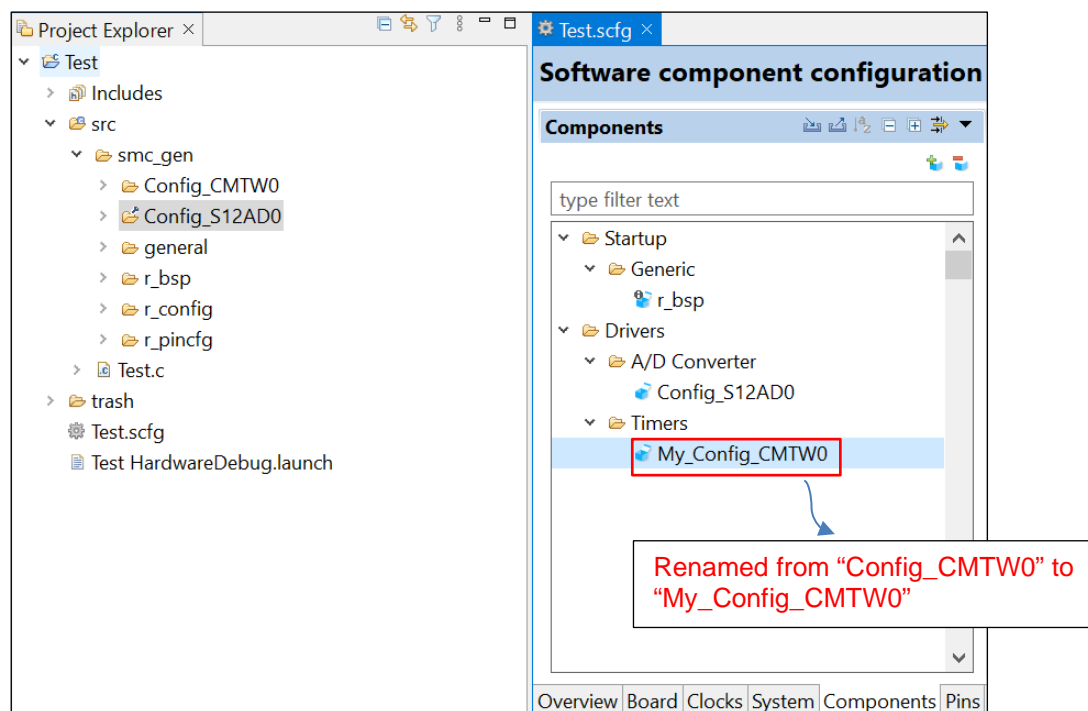 Project Explorer
Test
Includes
src
smc_gen
Config_CMTW0
Config_S12AD0
general
r_bsp
r_config
r_pincfg
Test.c
trash
Test.scfg
Test HardwareDebug.launch
Test.scfg
Software component configuration
Components
type filter text
Startup
Generic
r_bsp
Drivers
A/D Converter
Config_S12AD0
Timers
My_Config_CMTW0
Renamed from “Config_CMTW0” to
“My_Config_CMTW0”
Overview Board Clocks System Components Pins